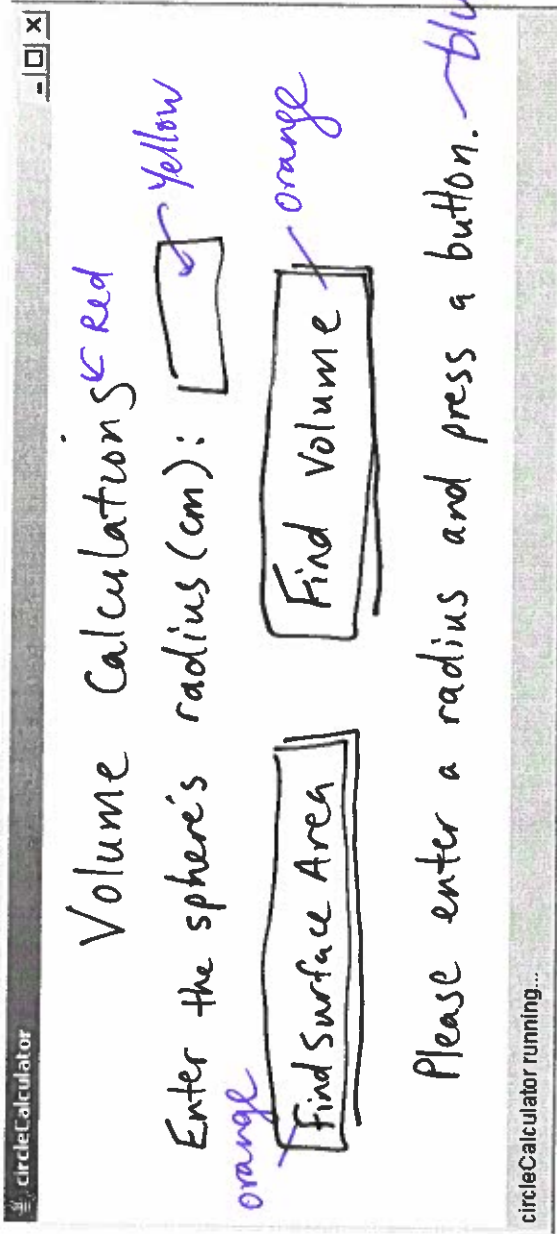 circleCalculator
Volume Calculations ← Red
Enter the sphere's radius (cm): Yellow
orange
Find Surface Area
Find Volume
orange
Please enter a radius and press a button.
circleCalculator running...